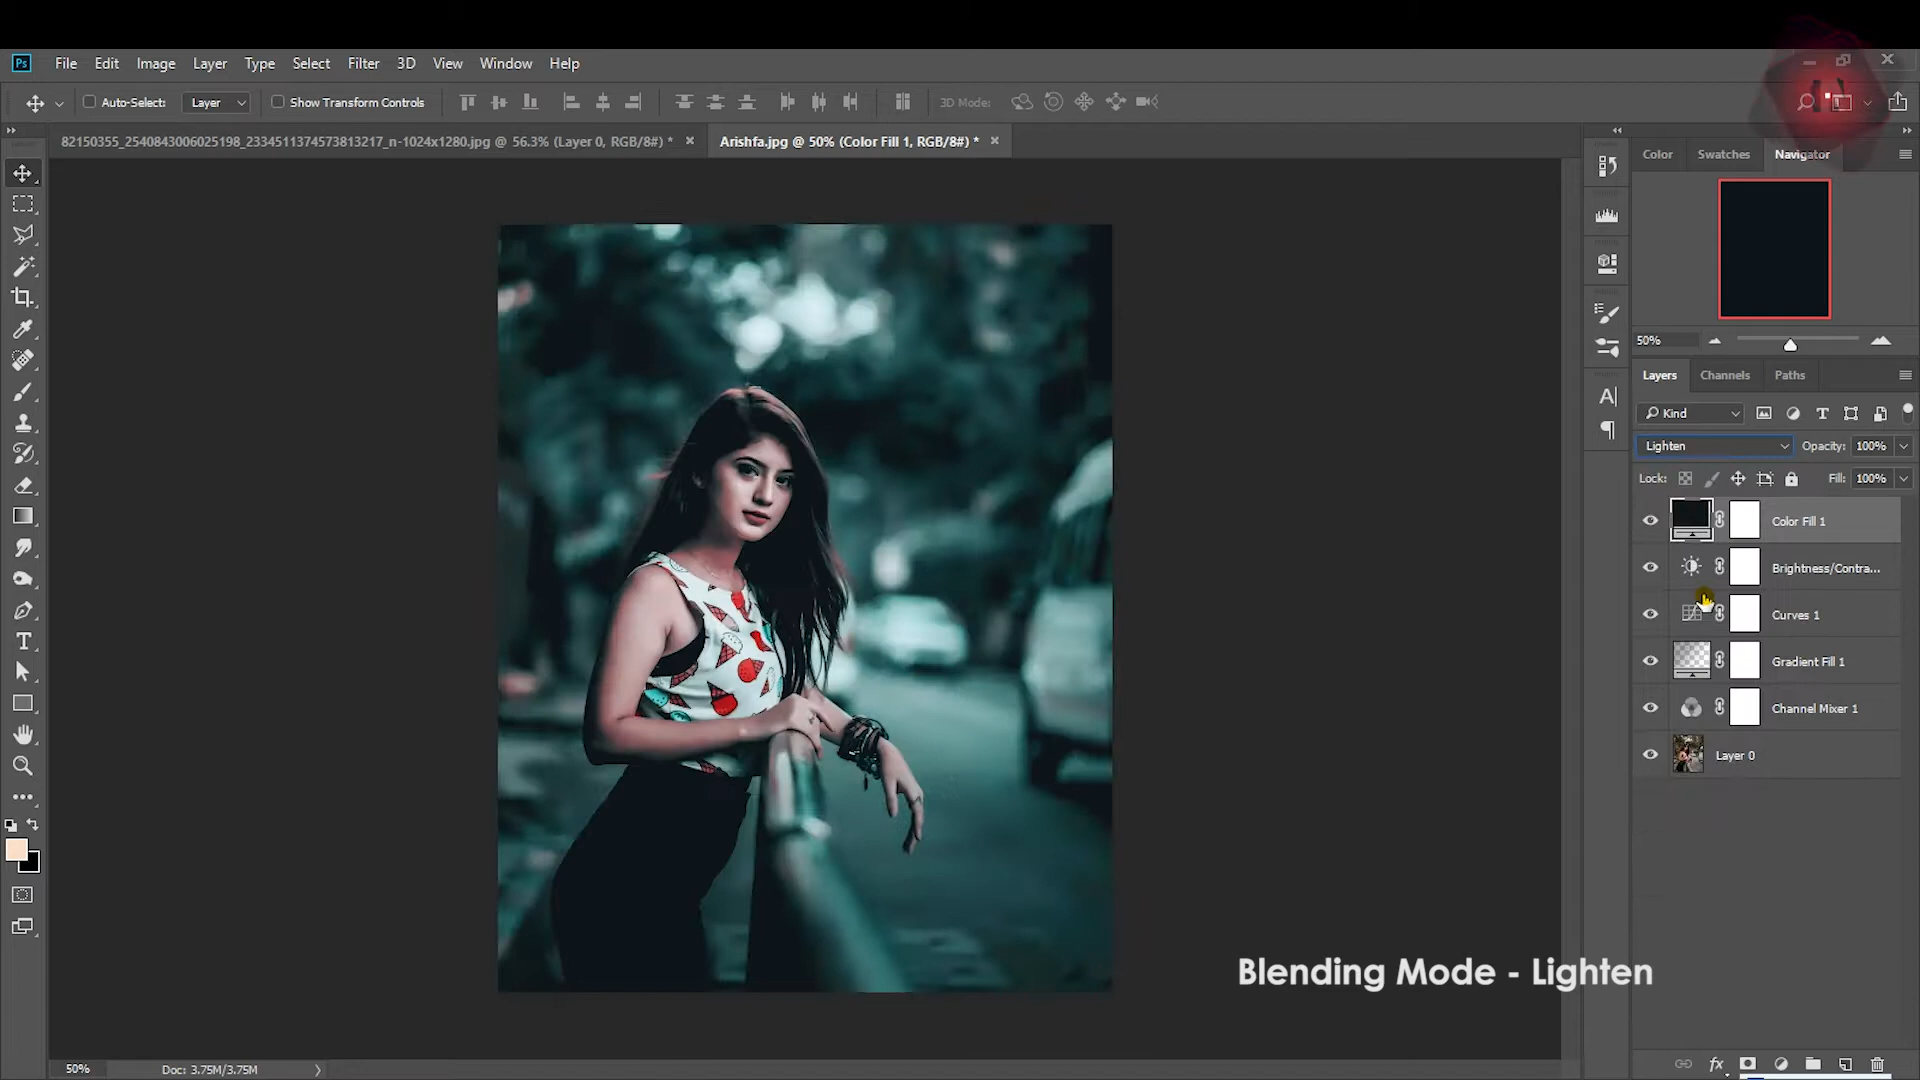 Ps File Edit Image Layer Type Select Filter 3D View Window Help
Auto-Select: Layer Show Transform Controls 3D Mode:
82150355_2540843006025198_2334511374573813217_n-1024x1280.jpg @ 56.3% (Layer 0, RGB/8#) * Arishfa.jpg @ 50% (Color Fill 1, RGB/8#) *
Color Swatches Navigator
50%
Layers Channels Paths
Kind
Lighten Opacity: 100%
Lock: Fill: 100%
Color Fill 1
Brightness/Contra...
Curves 1
Gradient Fill 1
Channel Mixer 1
Layer 0
Blending Mode - Lighten
50% Doc: 3.75M/3.75M